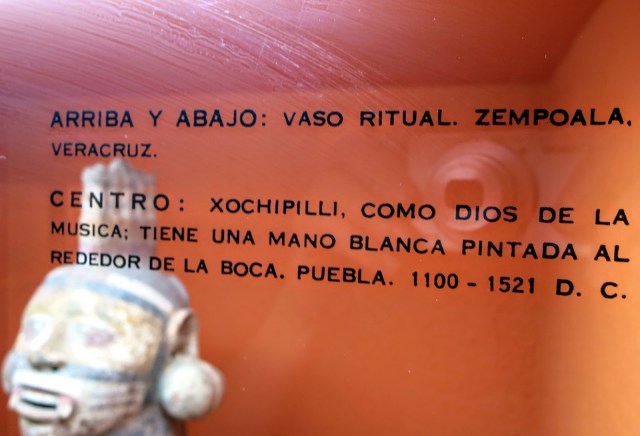 ARRIBA Y ABAJO: VASO RITUAL. ZEMPOALA,
VERACRUZ.
CENTRO: XOCHIPILLI, COMO DIOS DE LA
MUSICA; TIENE UNA MANO BLANCA PINTADA AL
REDEDOR DE LA BOCA. PUEBLA. 1100 - 1521 D. C.